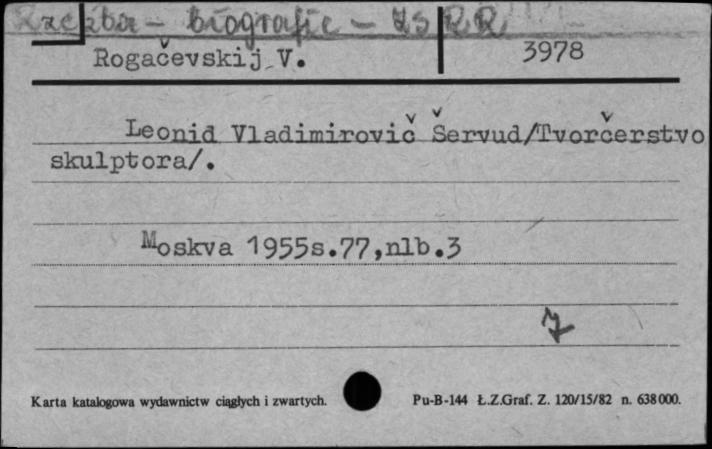 Rzeźba - biografie - ZSRR
Rogačevskij V. 3978
Leonid Vladimirovič Šervud/Tvorčerstvo
skulptora/.
Moskva 1955s.77,nlb.3
7
Karta katalogowa wydawnictw ciągłych i zwartych. Pu-B-144 Ł.Z.Graf. Z. 120/15/82 n. 638000.